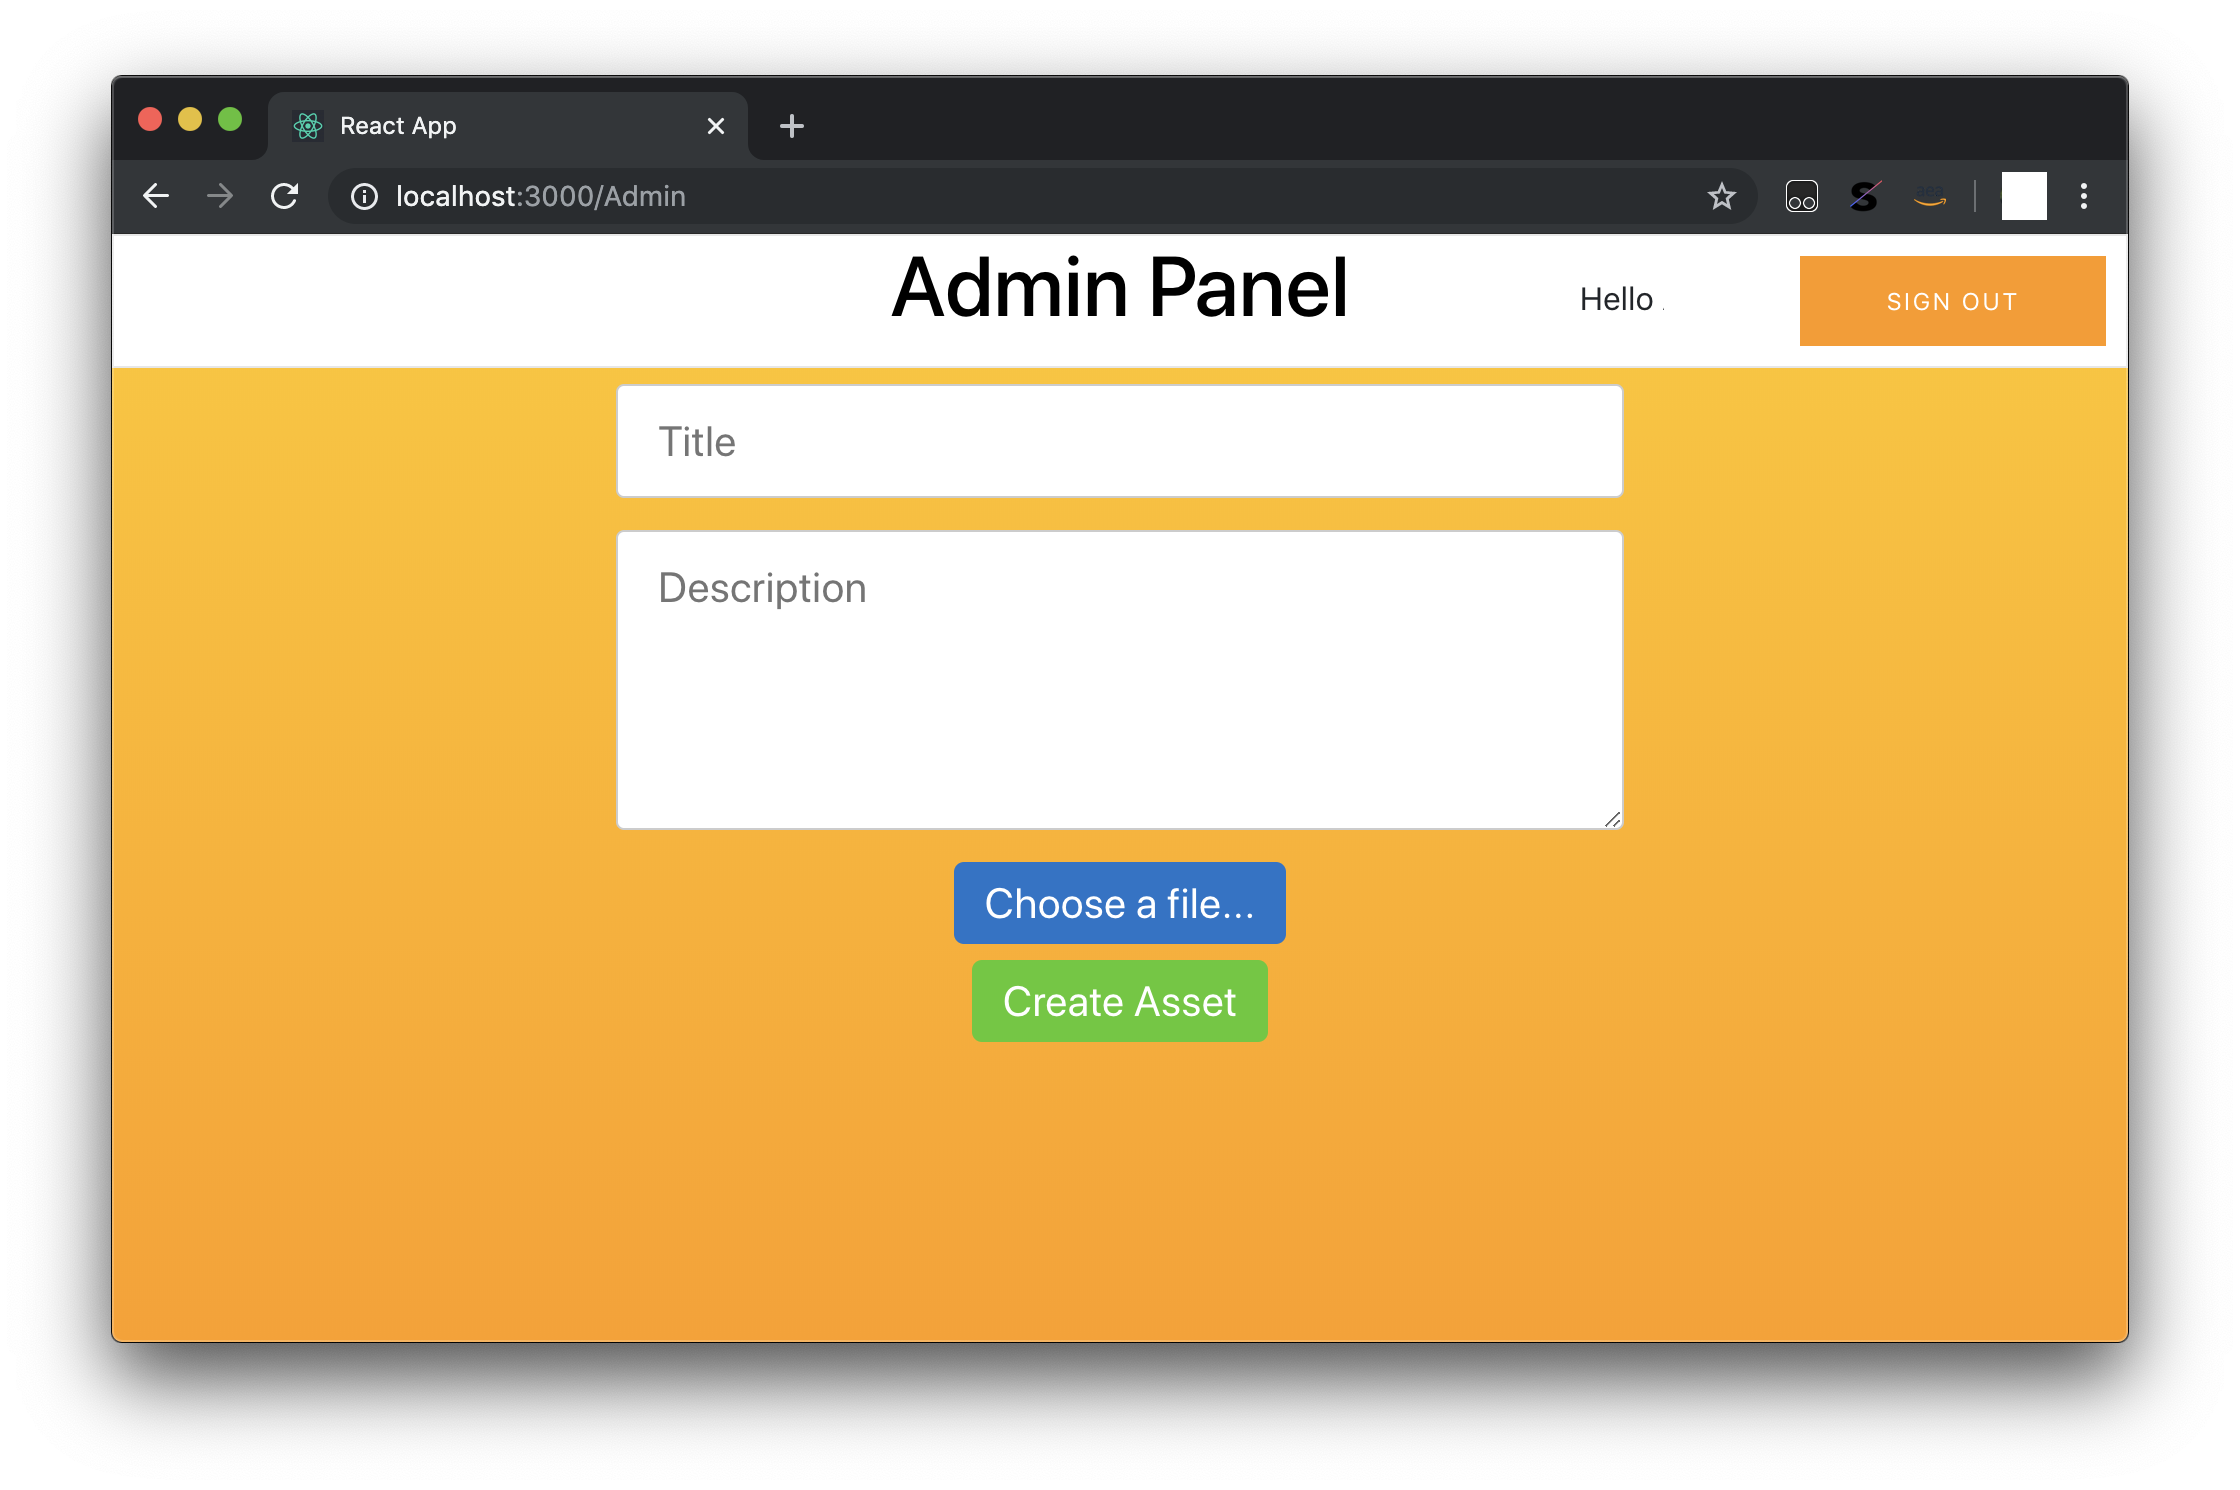 React App
localhost:3000/Admin
Admin Panel
Hello
SIGN OUT
Title
Description
Choose a file...
Create Asset